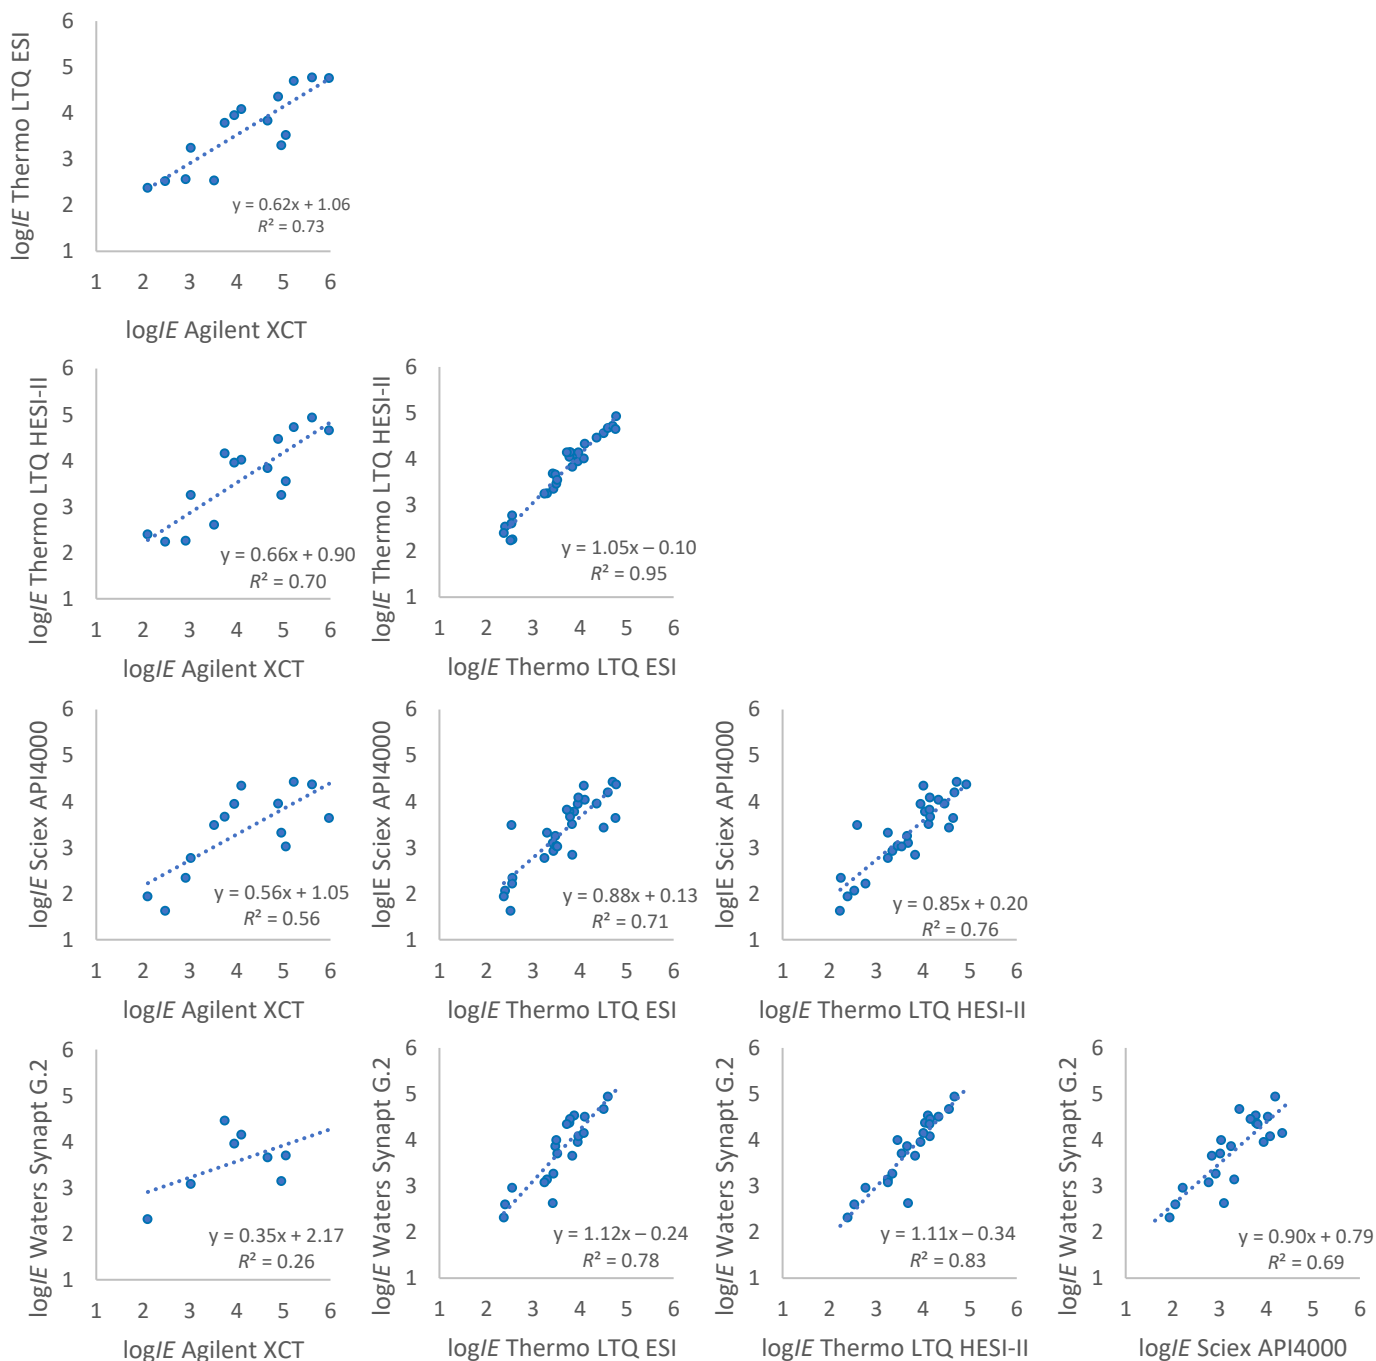 6
5
4
3
2
1
logIE Thermo LTQ ESI
y = 0.62x + 1.06
R² = 0.73
1 2 3 4 5 6
logIE Agilent XCT
6
5
4
3
2
1
logIE Thermo LTQ HESI-II
y = 0.66x + 0.90
R² = 0.70
1 2 3 4 5 6
logIE Agilent XCT
6
5
4
3
2
1
logIE Thermo LTQ HESI-II
y = 1.05x – 0.10
R² = 0.95
1 2 3 4 5 6
logIE Thermo LTQ ESI
6
5
4
3
2
1
logIE Sciex API4000
y = 0.56x + 1.05
R² = 0.56
1 2 3 4 5 6
logIE Agilent XCT
6
5
4
3
2
1
logIE Sciex API4000
y = 0.88x + 0.13
R² = 0.71
1 2 3 4 5 6
logIE Thermo LTQ ESI
6
5
4
3
2
1
logIE Sciex API4000
y = 0.85x + 0.20
R² = 0.76
1 2 3 4 5 6
logIE Thermo LTQ HESI-II
6
5
4
3
2
1
logIE Waters Synapt G.2
y = 0.35x + 2.17
R² = 0.26
1 2 3 4 5 6
logIE Agilent XCT
6
5
4
3
2
1
logIE Waters Synapt G.2
y = 1.12x – 0.24
R² = 0.78
1 2 3 4 5 6
logIE Thermo LTQ ESI
6
5
4
3
2
1
logIE Waters Synapt G.2
y = 1.11x – 0.34
R² = 0.83
1 2 3 4 5 6
logIE Thermo LTQ HESI-II
6
5
4
3
2
1
logIE Waters Synapt G.2
y = 0.90x + 0.79
R² = 0.69
1 2 3 4 5 6
logIE Sciex API4000